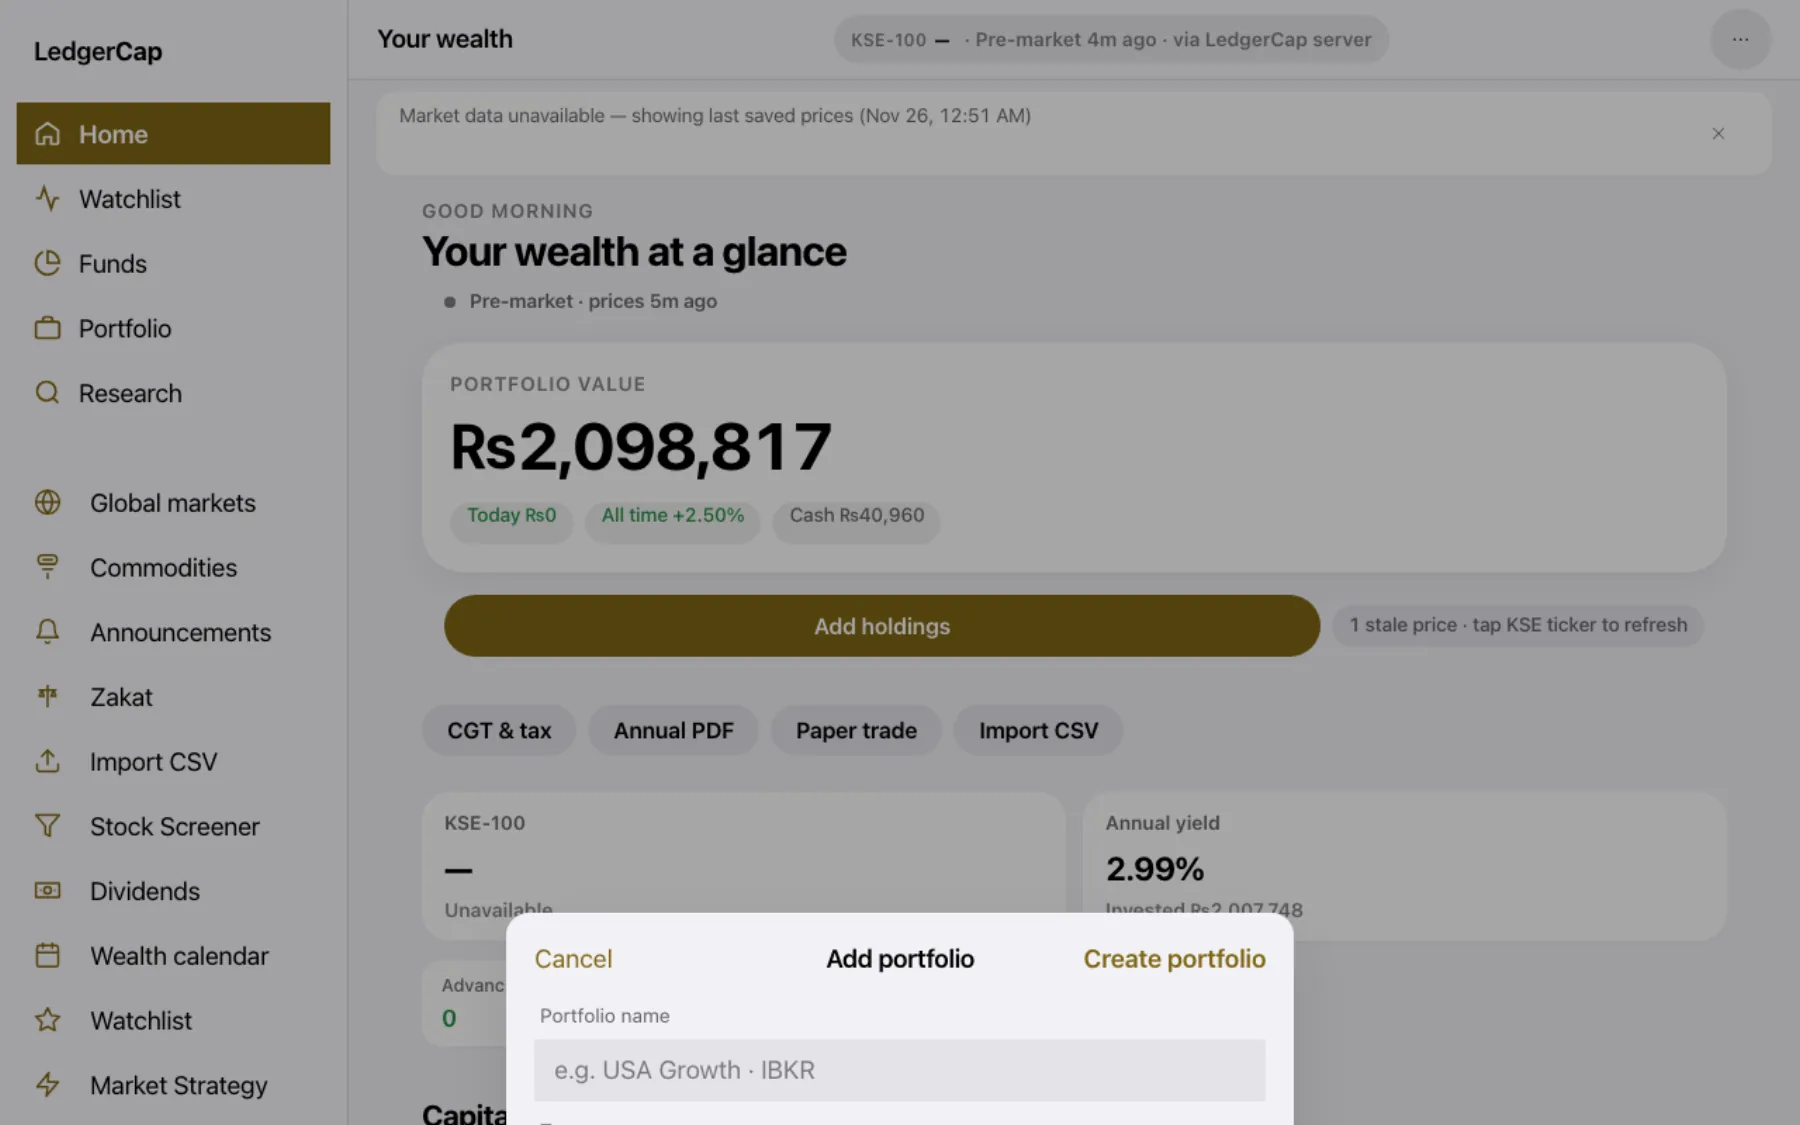 LedgerCap
Home
Watchlist
Funds
Portfolio
Research
Global markets
Commodities
Announcements
Zakat
Import CSV
Stock Screener
Dividends
Wealth calendar
Watchlist
Market Strategy
Your wealth
KSE-100 — · Pre-market 4m ago · via LedgerCap server
...
Market data unavailable — showing last saved prices (Nov 26, 12:51 AM)
GOOD MORNING
Your wealth at a glance
Pre-market · prices 5m ago
PORTFOLIO VALUE
₨2,098,817
Today ₨0
All time +2.50%
Cash ₨40,960
Add holdings
1 stale price · tap KSE ticker to refresh
CGT & tax
Annual PDF
Paper trade
Import CSV
KSE-100
—
Unavailable
Annual yield
2.99%
Invested ₨2,007,748
Advanc
0
Capita
Cancel
Add portfolio
Create portfolio
Portfolio name
e.g. USA Growth · IBKR